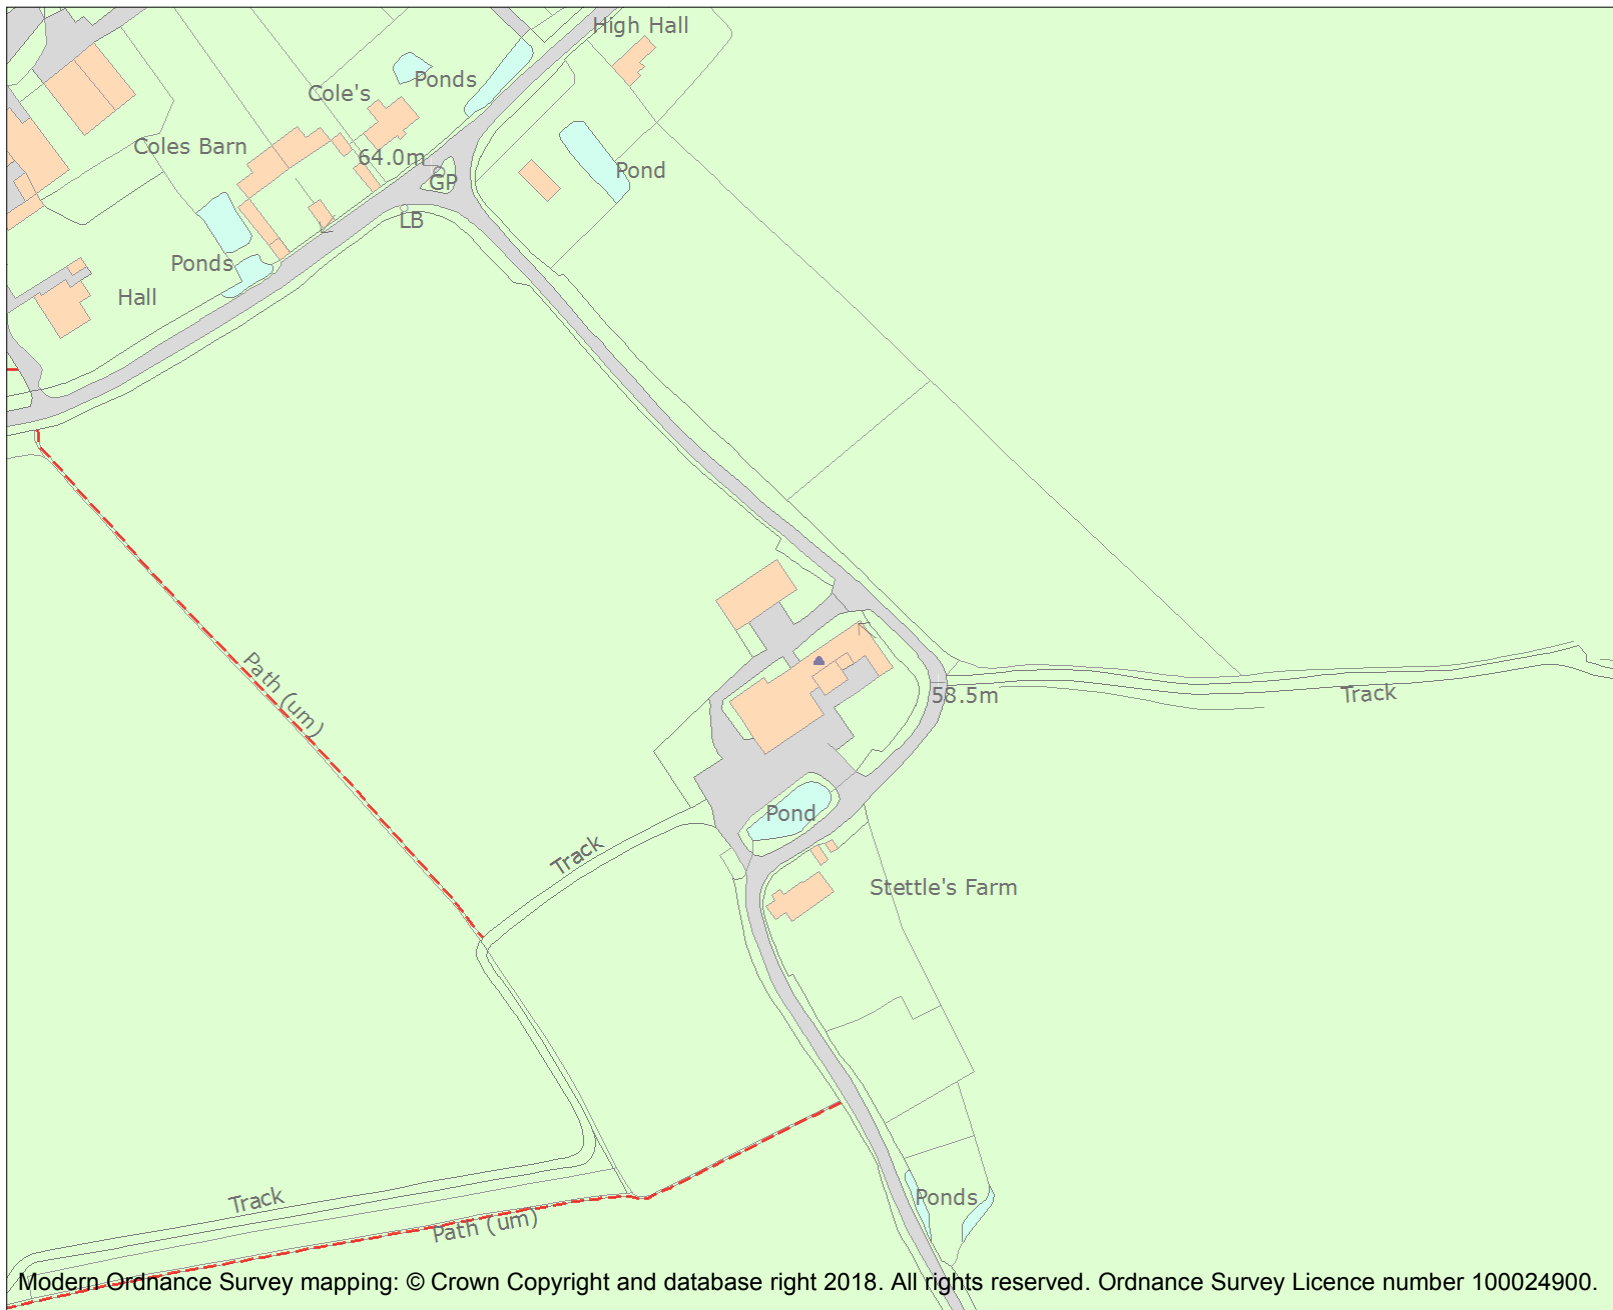 High Hall
Ponds
Cole's
Coles Barn
64.0m
Pond
GP
LB
Ponds
Hall
Path (um)
58.5m
Track
Pond
Track
Stettle's Farm
Track
Ponds
Path (um)
Modern Ordnance Survey mapping: © Crown Copyright and database right 2018. All rights reserved. Ordnance Survey Licence number 100024900.